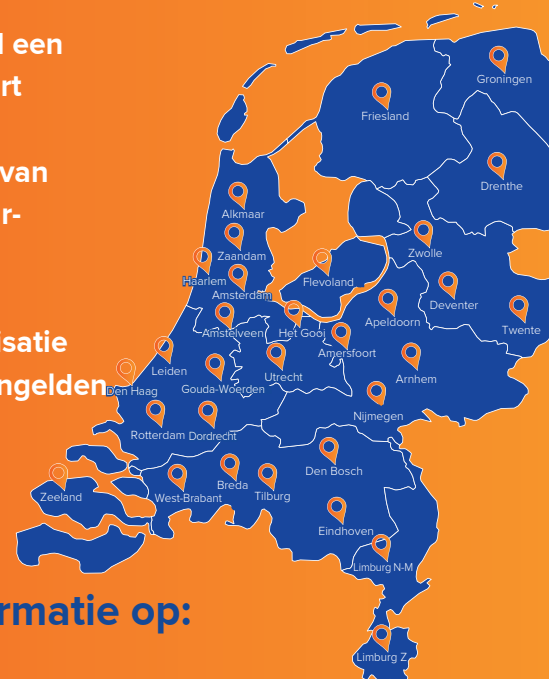 een
rt
van
r-
isatie
ngelden
Groningen
Friesland
Drenthe
Alkmaar
Zwolle
Zaandam
Haarlem
Flevoland
Amsterdam
Deventer
Apeldoorn
Twente
Amstelveen
Het Gooi
Amersfoort
Leiden
Utrecht
Arnhem
Den Haag
Gouda-Woerden
Nijmegen
Rotterdam
Dordrecht
Den Bosch
Breda
Zeeland
West-Brabant
Tilburg
Eindhoven
Limburg N-M
rmatie op:
Limburg Z